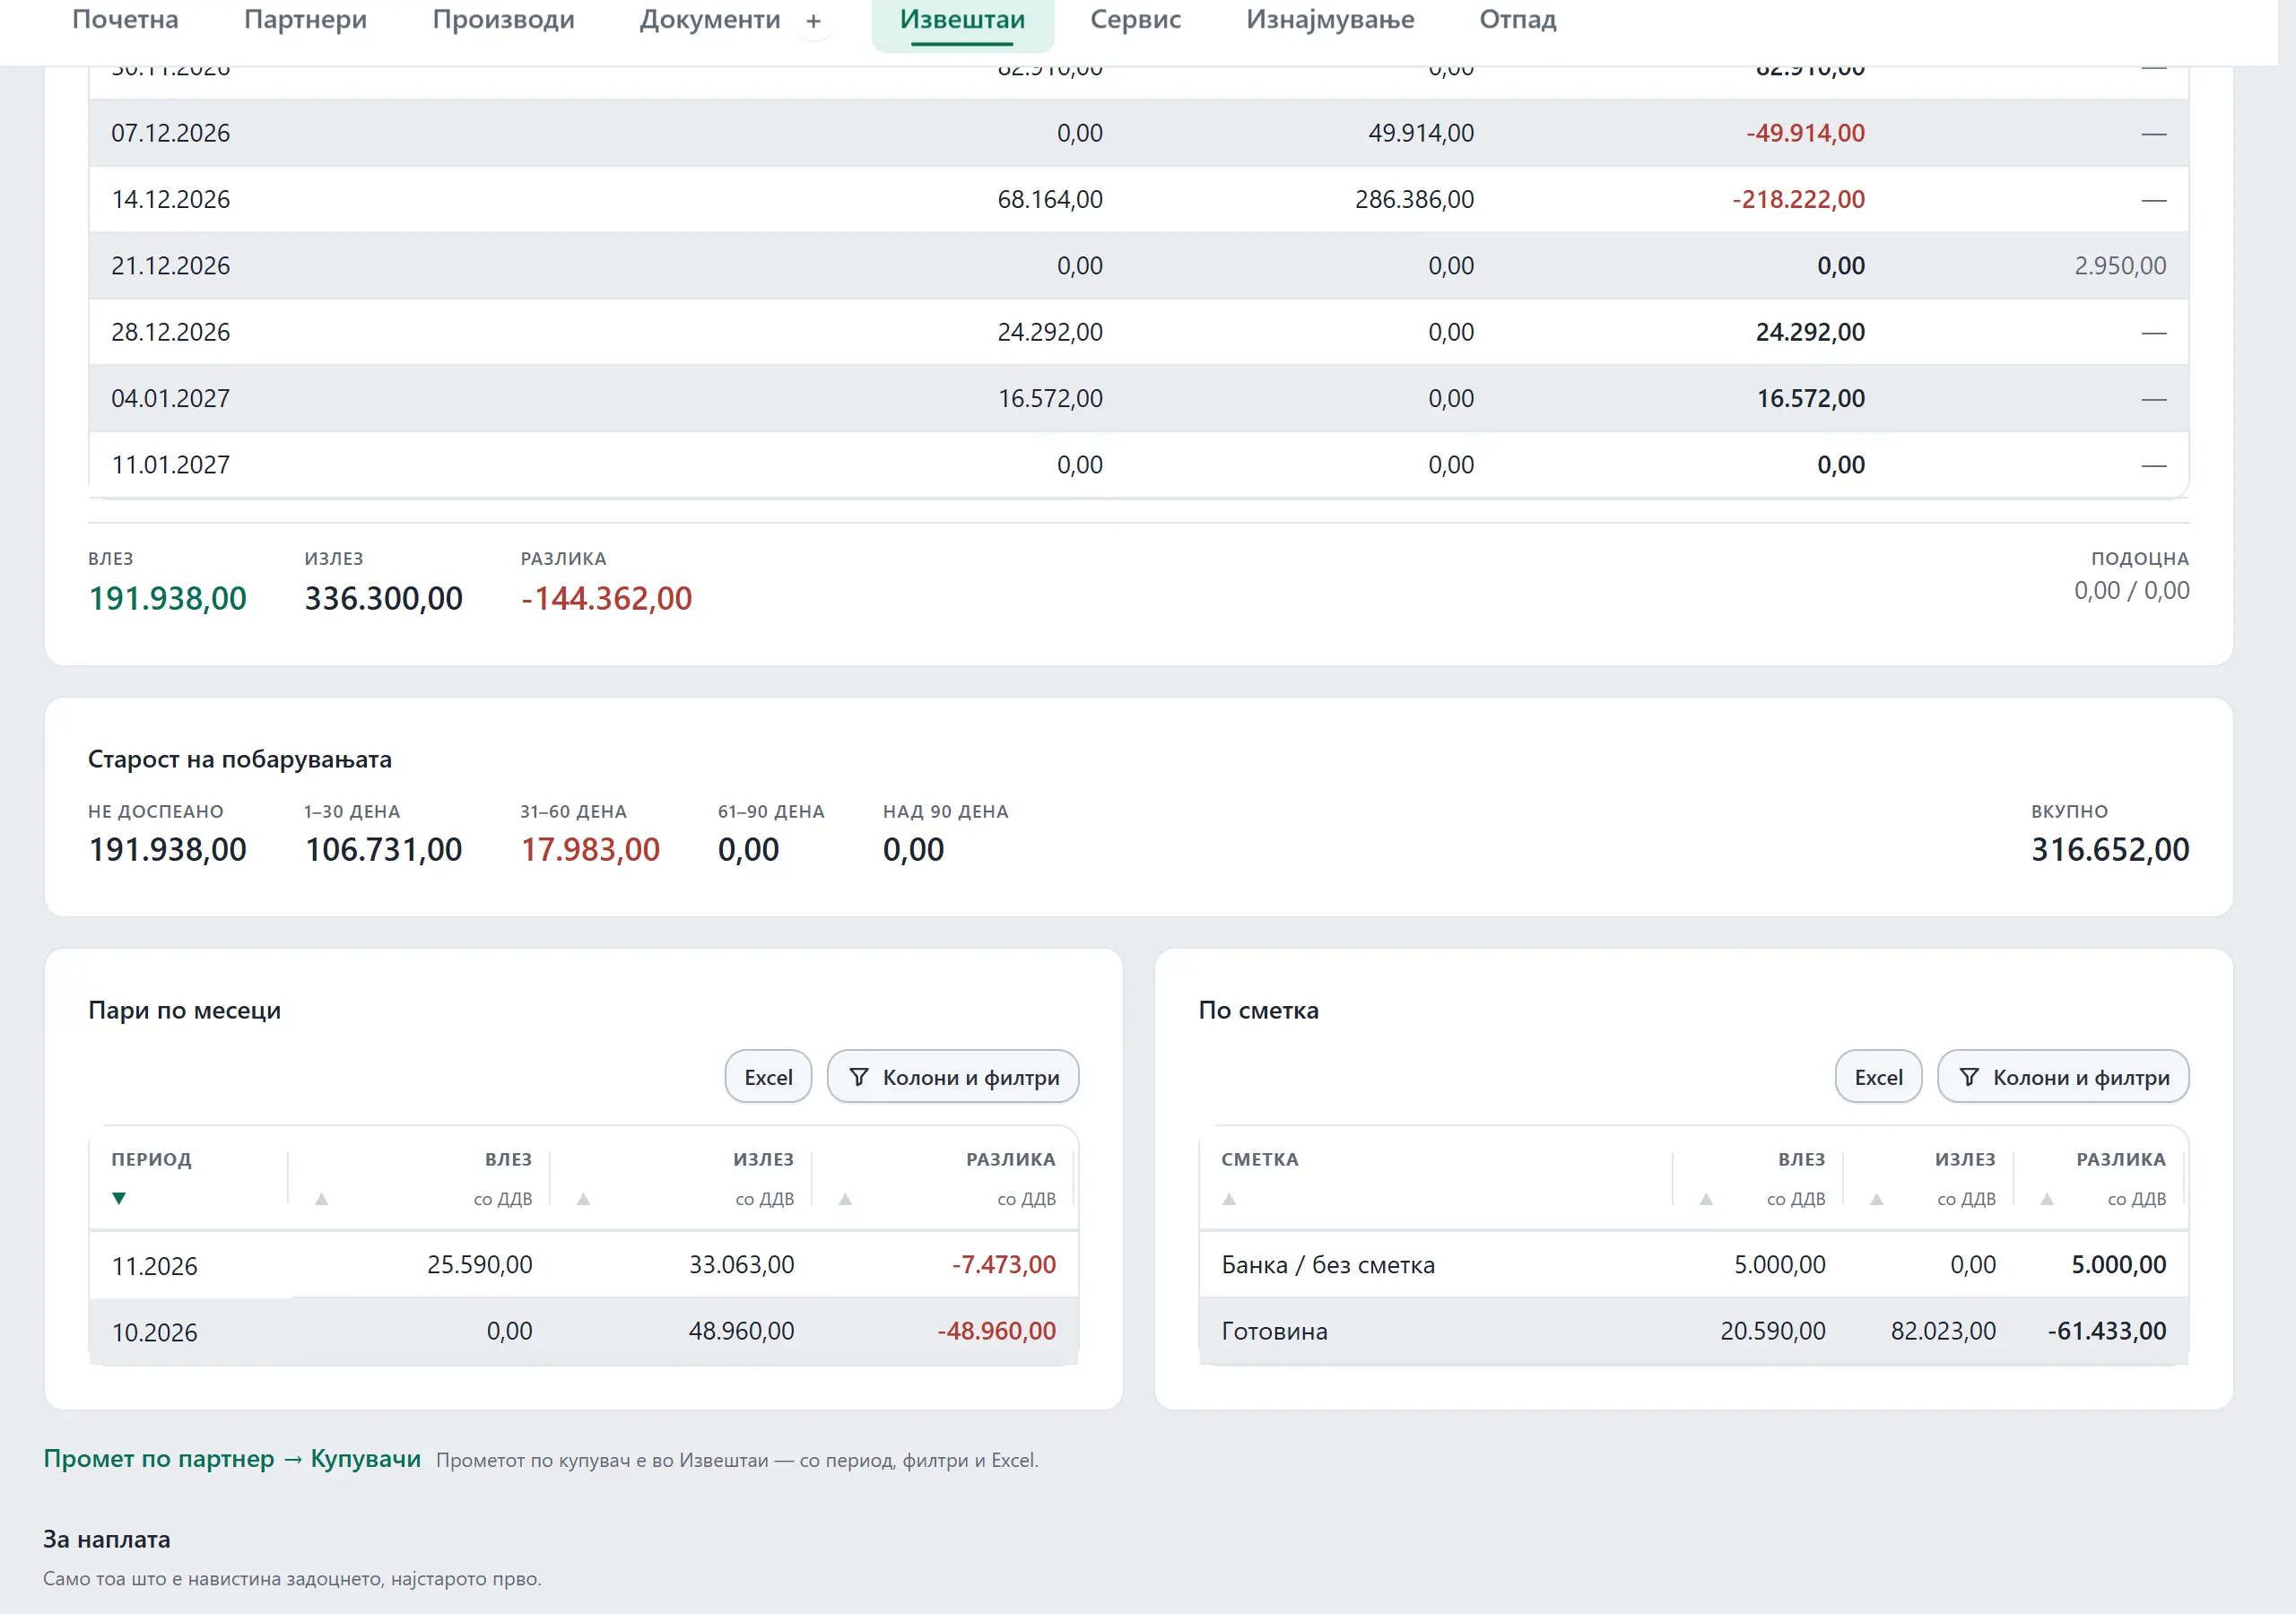 Почетна Партнери Производи Документи + Извештаи Сервис Изнајмување Отпад
30.11.2026 82.910,00 0,00 82.910,00 —
07.12.2026 0,00 49.914,00 -49.914,00 —
14.12.2026 68.164,00 286.386,00 -218.222,00 —
21.12.2026 0,00 0,00 0,00 2.950,00
28.12.2026 24.292,00 0,00 24.292,00 —
04.01.2027 16.572,00 0,00 16.572,00 —
11.01.2027 0,00 0,00 0,00 —
ВЛЕЗ ИЗЛЕЗ РАЗЛИКА ПОДОЦНА
191.938,00 336.300,00 -144.362,00 0,00 / 0,00
Старост на побарувањата
НЕ ДОСПЕАНО 1–30 ДЕНА 31–60 ДЕНА 61–90 ДЕНА НАД 90 ДЕНА ВКУПНО
191.938,00 106.731,00 17.983,00 0,00 0,00 316.652,00
Пари по месеци
Excel Колони и филтри
ПЕРИОД ВЛЕЗ ИЗЛЕЗ РАЗЛИКА
▼ ▲ со ДДВ ▲ со ДДВ ▲ со ДДВ
11.2026 25.590,00 33.063,00 -7.473,00
10.2026 0,00 48.960,00 -48.960,00
По сметка
Excel Колони и филтри
СМЕТКА ВЛЕЗ ИЗЛЕЗ РАЗЛИКА
▲ ▲ со ДДВ ▲ со ДДВ ▲ со ДДВ
Банка / без сметка 5.000,00 0,00 5.000,00
Готовина 20.590,00 82.023,00 -61.433,00
Промет по партнер → Купувачи Прометот по купувач е во Извештаи — со период, филтри и Excel.
За наплата
Само тоа што е навистина задоцнето, најстарото прво.